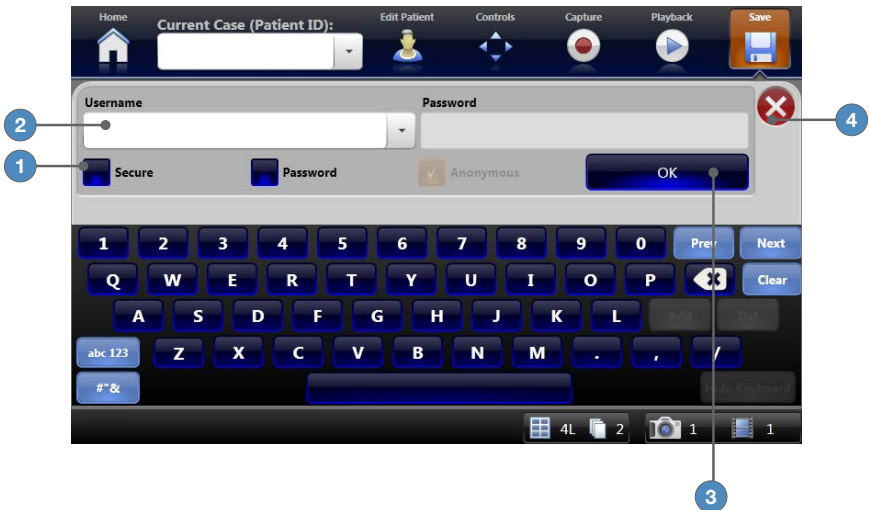 Home
Current Case (Patient ID):
Edit Patient
Controls
Capture
Playback
Save
Username
Password
2
4
1
Secure
Password
Anonymous
OK
1 2 3 4 5 6 7 8 9 0 Prev Next
Q W E R T Y U I O P Clear
A S D F G H J K L Add Del
abc 123 Z X C V B N M . , /
#"& Hide Keyboard
4L 2 1 1
3